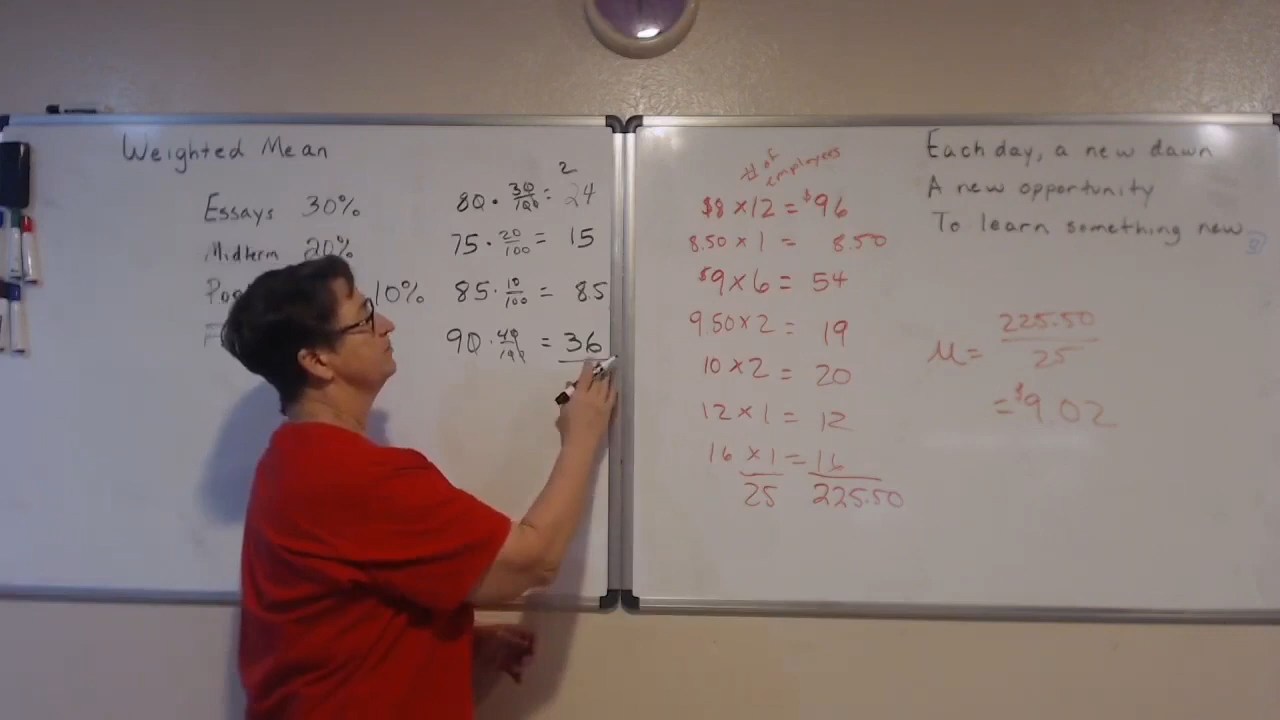 Weighted Mean
Essays 30%
Midterm 20%
10%
2
80 · 30/100 = 24
75 · 20/100 = 15
85 · 10/100 = 8.5
90 · 40/100 = 36
# of employees
$8 × 12 = $96
8.50 × 1 = 8.50
$9 × 6 = 54
9.50 × 2 = 19
10 × 2 = 20
12 × 1 = 12
16 × 1 = 16
25 225.50
Each day, a new dawn
A new opportunity
To learn something new
μ = 225.50/25
= $9.02